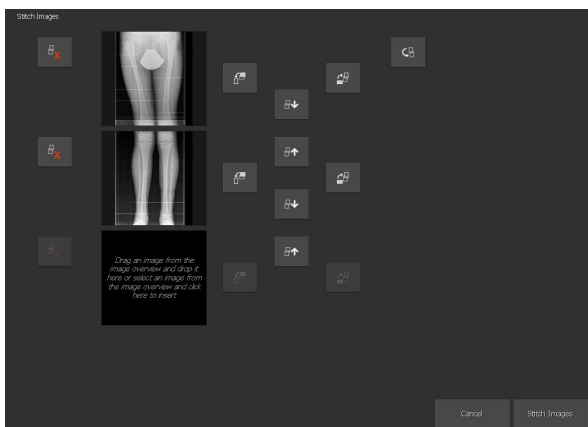 Stitch Images
Drag an image from the
image overview and drop it
here or select an image from
the image overview and click
here to insert
Cancel
Stitch Images